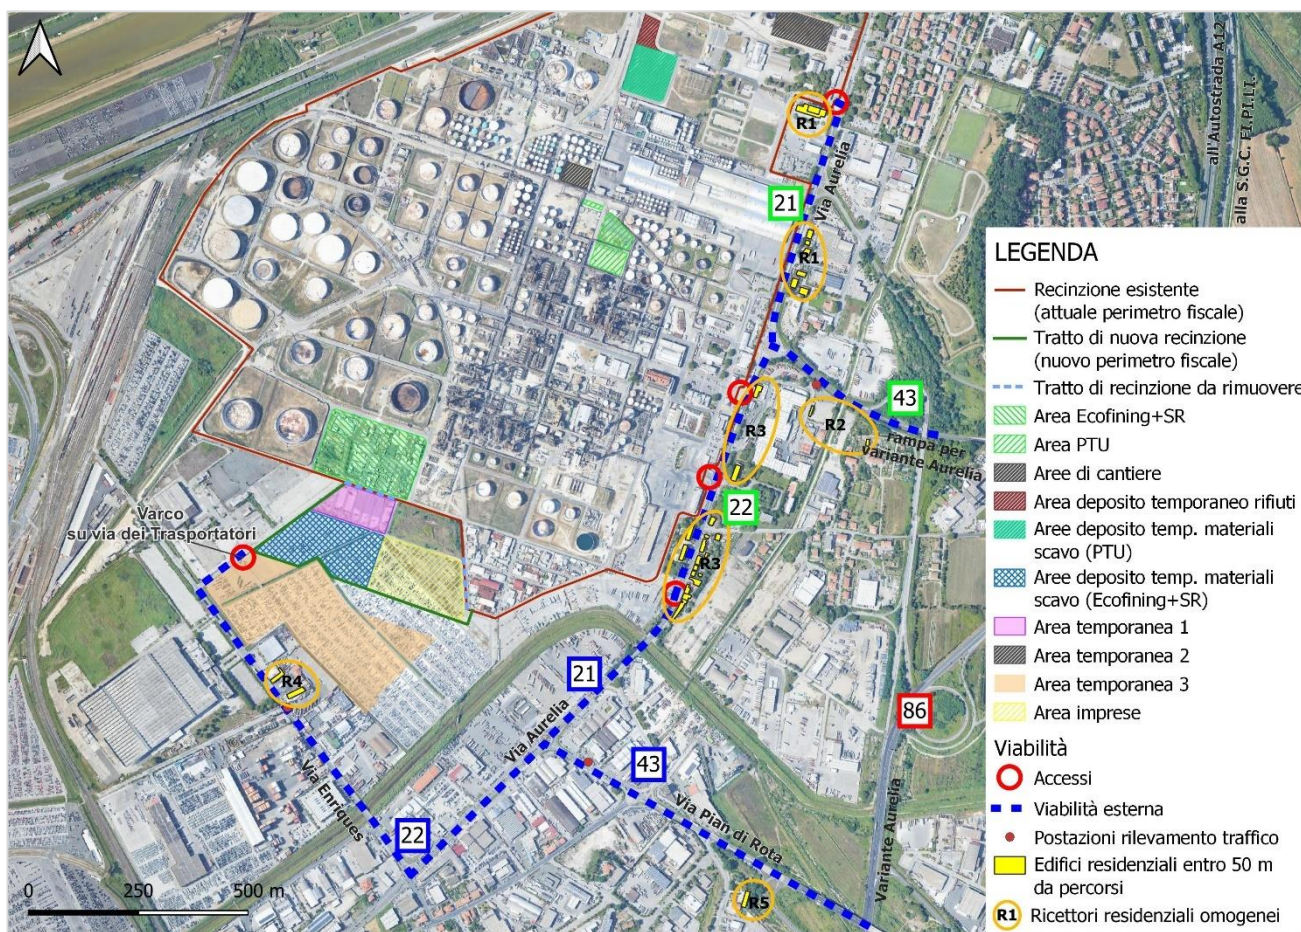 all'Autostrada A12
alla S.G.C. FI.PI.LI.
R1
Via Aurelia
21
R1
43
R3
R2
rampa per
variante Aurelia
22
Varco
su via dei Trasportatori
R3
R4
21
Via Aurelia
86
43
Via Enriques
Via Pian di Rota
Variante Aurelia
22
R5
0 250 500 m
LEGENDA
Recinzione esistente
(attuale perimetro fiscale)
Tratto di nuova recinzione
(nuovo perimetro fiscale)
Tratto di recinzione da rimuovere
Area Ecofining+SR
Area PTU
Aree di cantiere
Area deposito temporaneo rifiuti
Aree deposito temp. materiali
scavo (PTU)
Aree deposito temp. materiali
scavo (Ecofining+SR)
Area temporanea 1
Area temporanea 2
Area temporanea 3
Area imprese
Viabilità
Accessi
Viabilità esterna
Postazioni rilevamento traffico
Edifici residenziali entro 50 m
da percorsi
R1 Ricettori residenziali omogenei